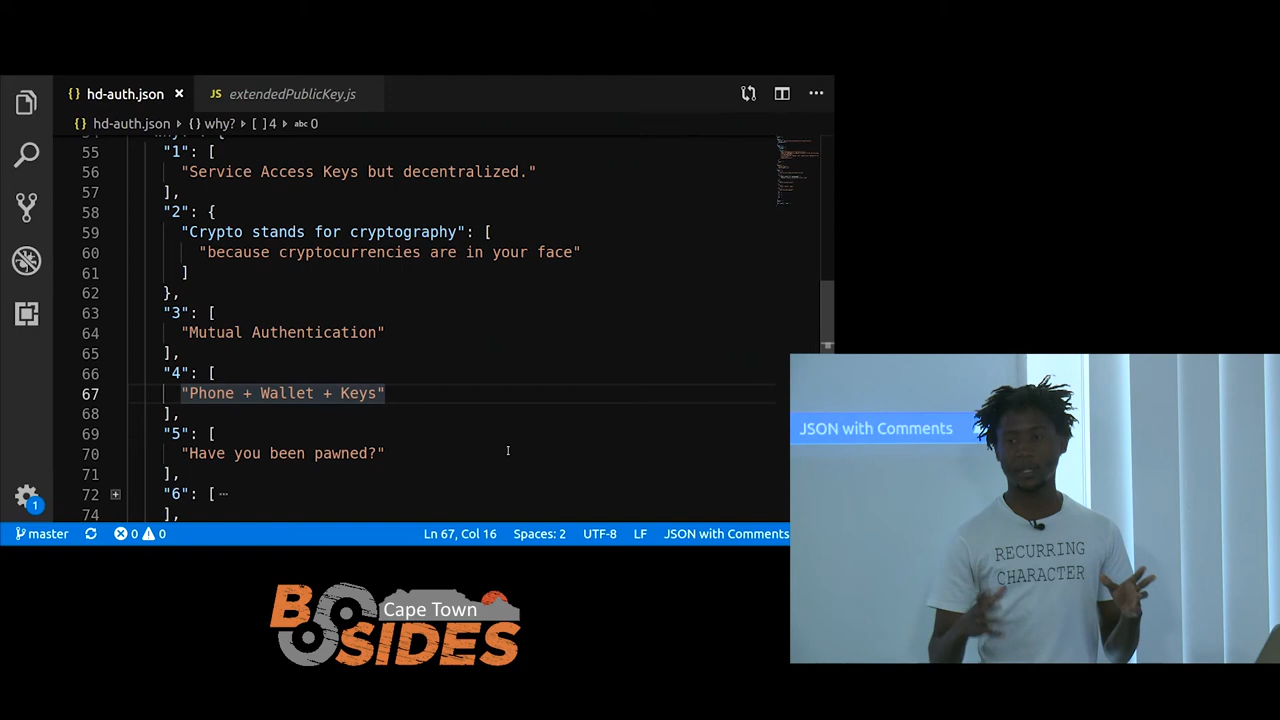 {} hd-auth.json ×
JS extendedPublicKey.js
{} hd-auth.json > {} why? > [ ] 4 > abc 0
55 "1": [
56 "Service Access Keys but decentralized."
57 ],
58 "2": {
59 "Crypto stands for cryptography": [
60 "because cryptocurrencies are in your face"
61 ]
62 },
63 "3": [
64 "Mutual Authentication"
65 ],
66 "4": [
67 "Phone + Wallet + Keys"
68 ],
69 "5": [
70 "Have you been pawned?"
71 ],
72 "6": [ ...
74 ],
1
master 0 0 Ln 67, Col 16 Spaces: 2 UTF-8 LF JSON with Comments
JSON with Comments
RECURRING
CHARACTER
Cape Town
B SIDES